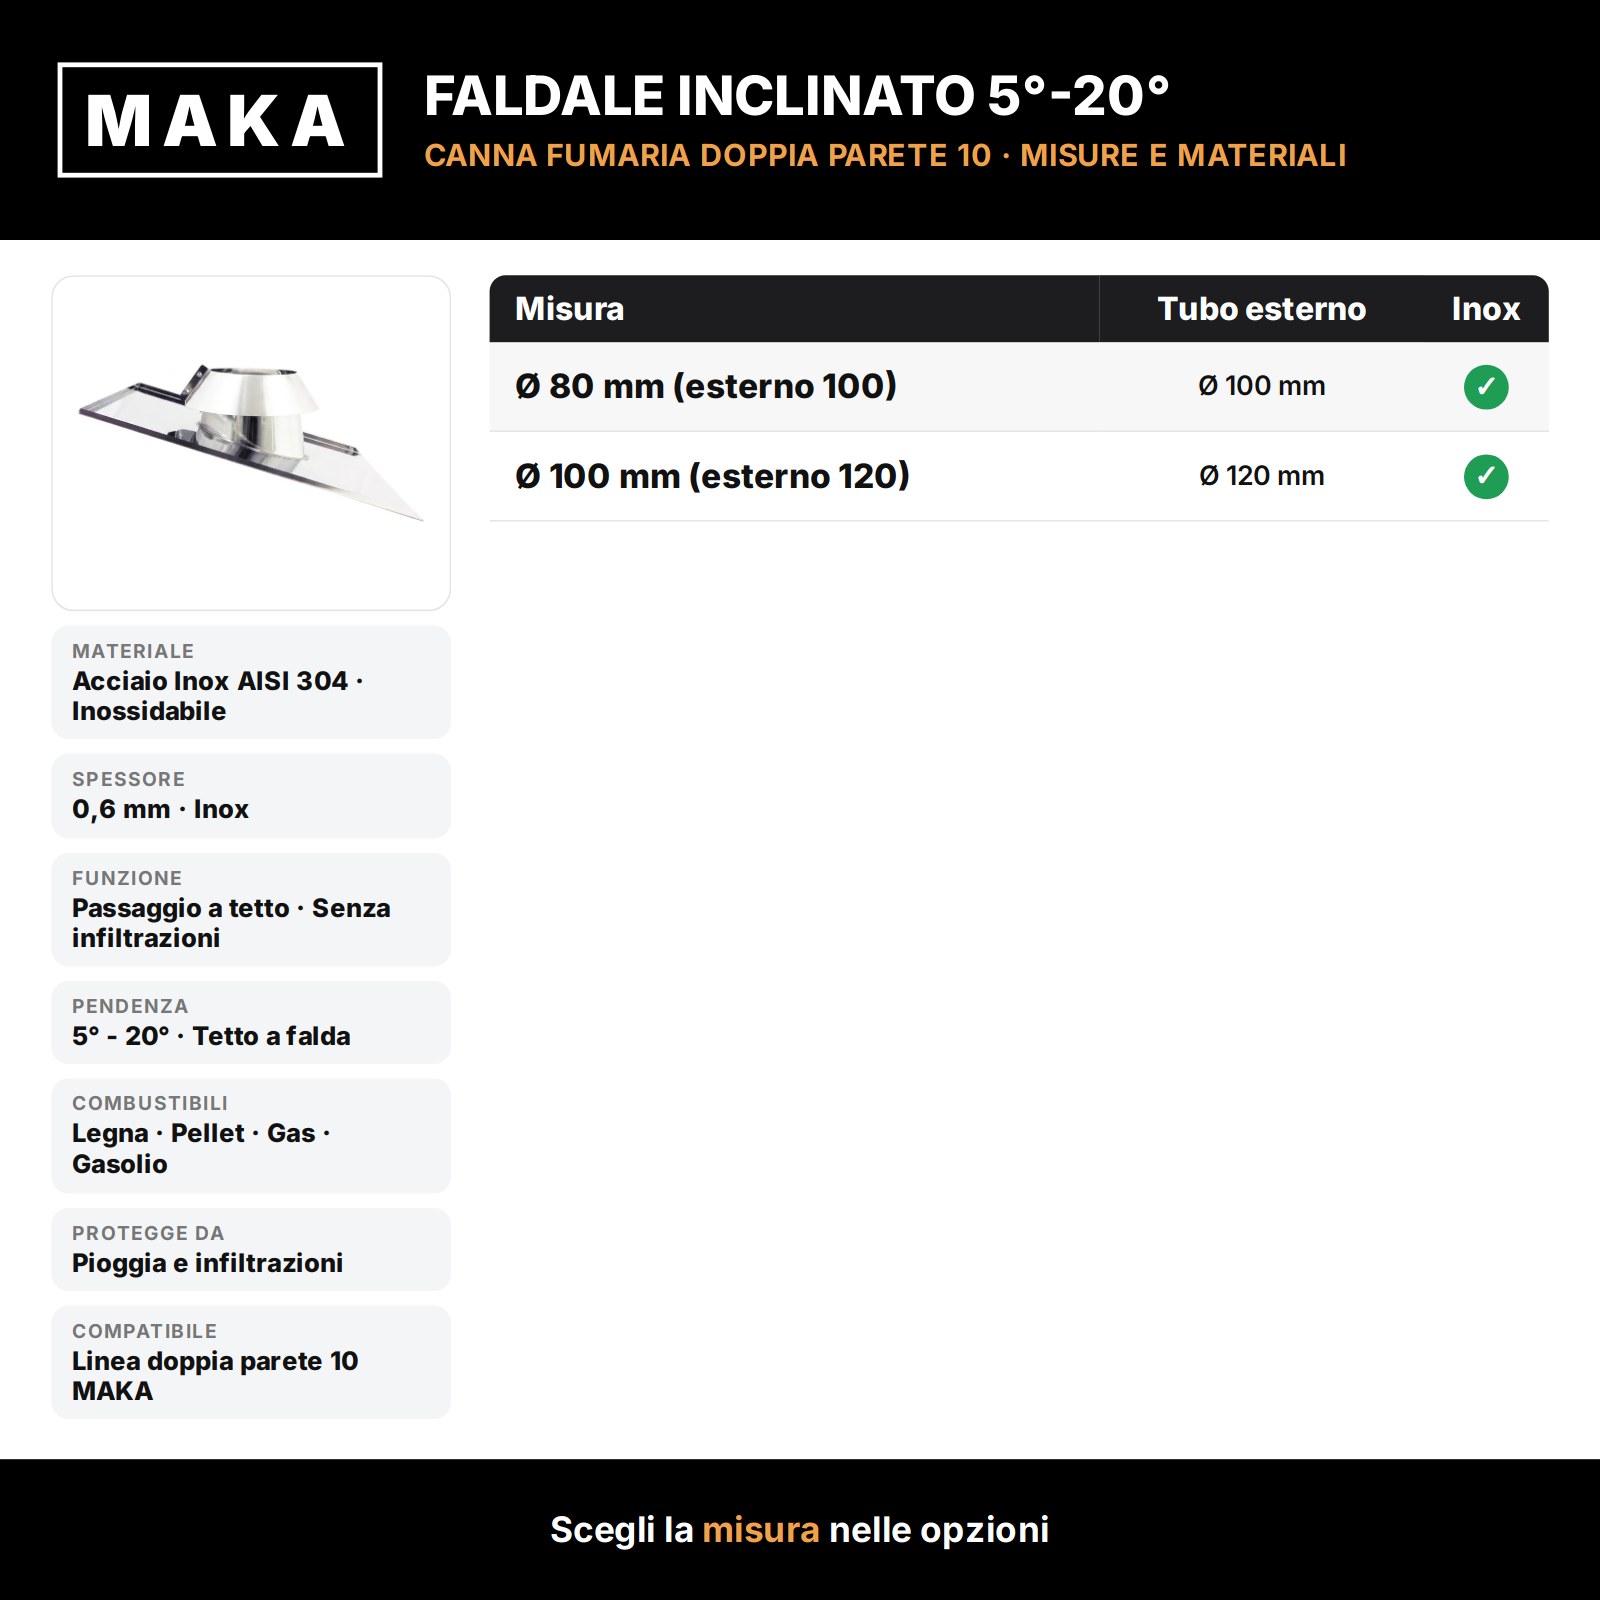 MAKA
FALDALE INCLINATO 5°-20°
CANNA FUMARIA DOPPIA PARETE 10 · MISURE E MATERIALI
Misura Tubo esterno Inox
Ø 80 mm (esterno 100) Ø 100 mm ✓
Ø 100 mm (esterno 120) Ø 120 mm ✓
MATERIALE
Acciaio Inox AISI 304 ·
Inossidabile
SPESSORE
0,6 mm · Inox
FUNZIONE
Passaggio a tetto · Senza
infiltrazioni
PENDENZA
5° - 20° · Tetto a falda
COMBUSTIBILI
Legna · Pellet · Gas ·
Gasolio
PROTEGGE DA
Pioggia e infiltrazioni
COMPATIBILE
Linea doppia parete 10
MAKA
Scegli la misura nelle opzioni